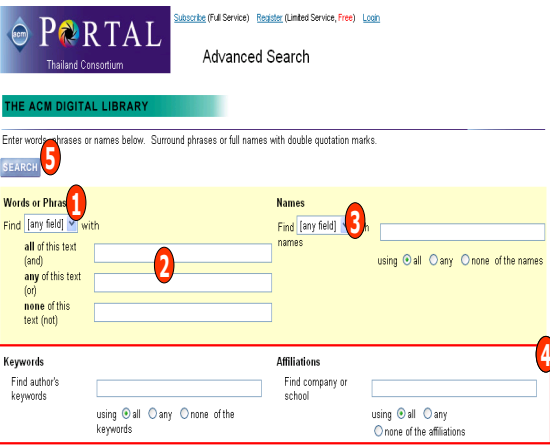 Subscribe (Full Service) Register (Limited Service, Free) Login
acm PORTAL
Thailand Consortium
Advanced Search
THE ACM DIGITAL LIBRARY
Enter words, phrases or names below. Surround phrases or full names with double quotation marks.
SEARCH 5
Words or Phras 1
Find [any field] with
all of this text
(and)
any of this text
(or)
2
none of this
text (not)
Names
Find [any field] 3
names
using all any none of the names
4
Keywords
Find author's
keywords
using all any none of the
keywords
Affiliations
Find company or
school
using all any
none of the affiliations